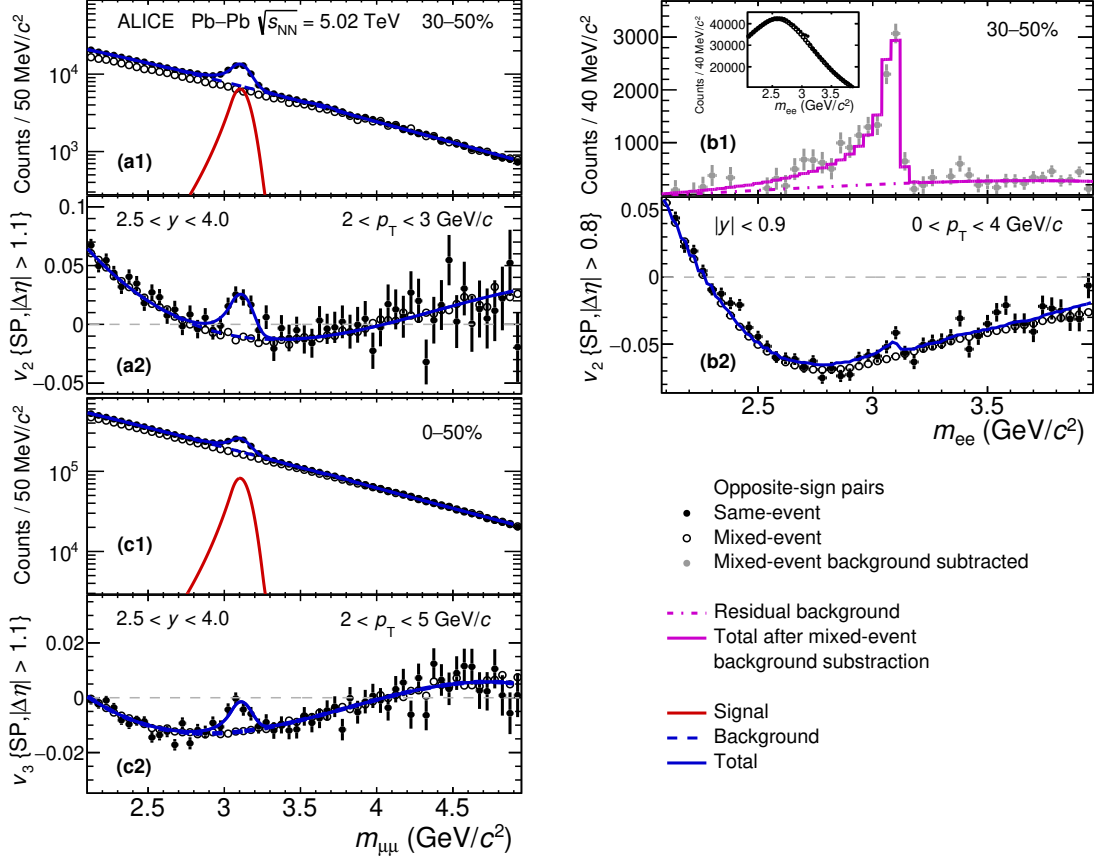 ALICE Pb–Pb √sNN = 5.02 TeV 30–50%
Counts / 50 MeV/c²
10⁴
10³
(a1)
v₂ {SP,|Δη| > 1.1}
0.1
0.05
0
−0.05
2.5 < y < 4.0
2 < pT < 3 GeV/c
(a2)
Counts / 50 MeV/c²
10⁵
10⁴
0–50%
(c1)
v₃ {SP,|Δη| > 1.1}
0.02
0
−0.02
2.5 < y < 4.0
2 < pT < 5 GeV/c
(c2)
2.5 3 3.5 4 4.5
mμμ (GeV/c²)
Counts / 40 MeV/c²
3000
2000
1000
0
30–50%
Counts / 40 MeV/c²
40000
30000
20000
2.5 3.0 3.5
mee (GeV/c²)
(b1)
v₂ {SP,|Δη| > 0.8}
0.05
0
−0.05
|y| < 0.9
0 < pT < 4 GeV/c
(b2)
2.5 3 3.5
mee (GeV/c²)
Opposite-sign pairs
Same-event
Mixed-event
Mixed-event background subtracted
Residual background
Total after mixed-event
background substraction
Signal
Background
Total